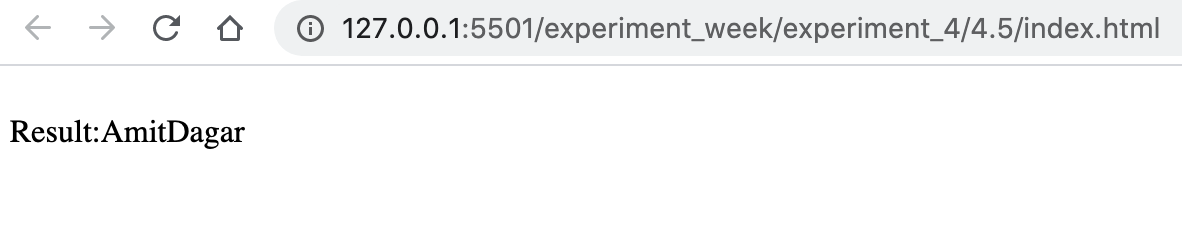 127.0.0.1:5501/experiment_week/experiment_4/4.5/index.html
Result:AmitDagar